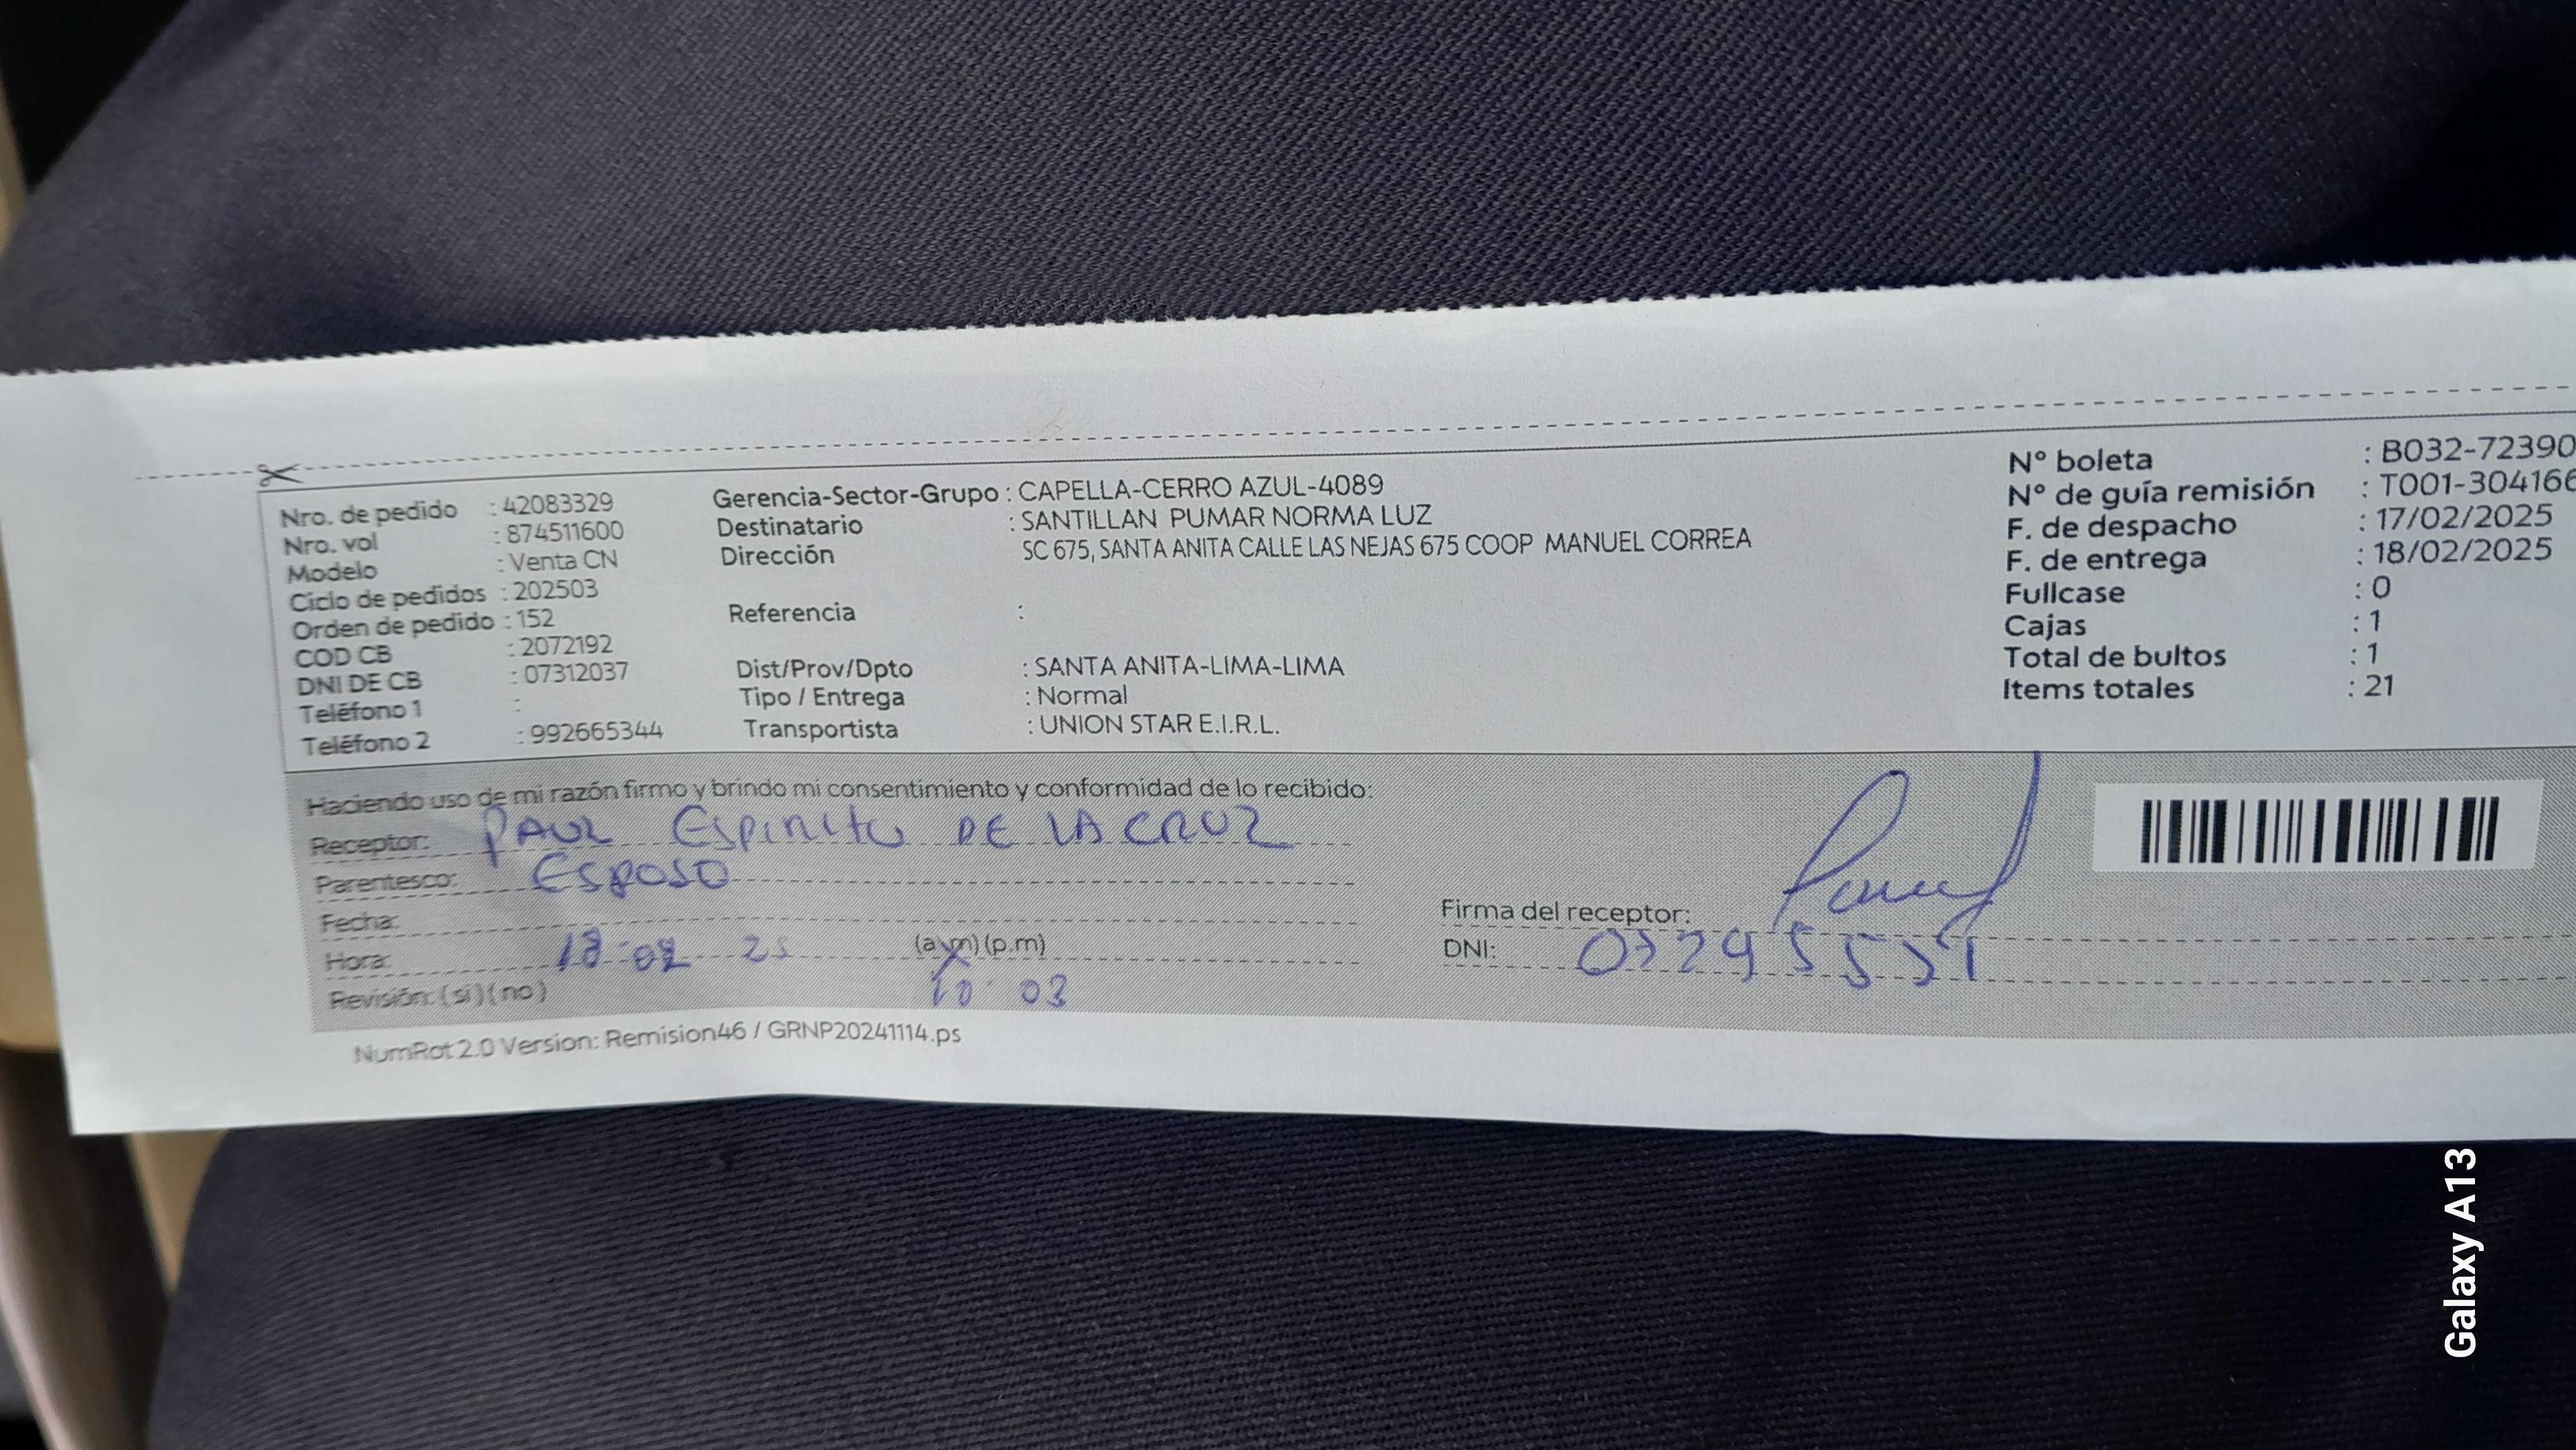 Nro. de pedido : 42083329
Nro. vol : 874511600
Modelo : Venta CN
Ciclo de pedidos : 202503
Orden de pedido : 152
COD CB : 2072192
DNI DE CB : 07312037
Teléfono 1 :
Teléfono 2 : 992665344
Gerencia-Sector-Grupo : CAPELLA-CERRO AZUL-4089
Destinatario : SANTILLAN PUMAR NORMA LUZ
Dirección SC 675, SANTA ANITA CALLE LAS NEJAS 675 COOP MANUEL CORREA
Referencia :
Dist/Prov/Dpto : SANTA ANITA-LIMA-LIMA
Tipo / Entrega : Normal
Transportista : UNION STAR E.I.R.L.
N° boleta : B032-72390
N° de guía remisión : T001-304166
F. de despacho : 17/02/2025
F. de entrega : 18/02/2025
Fullcase : 0
Cajas : 1
Total de bultos : 1
Items totales : 21
Haciendo uso de mi razón firmo y brindo mi consentimiento y conformidad de lo recibido:
Receptor: PAUL ESPIRITU DE LA CRUZ
Parentesco: ESPOSO
Fecha:
Hora: 18 02 25 (a.m) (p.m)
Revisión: (si) (no) 10 03
Firma del receptor:
DNI:
NumRot 2.0 Version: Remision46 / GRNP20241114.ps
Galaxy A13